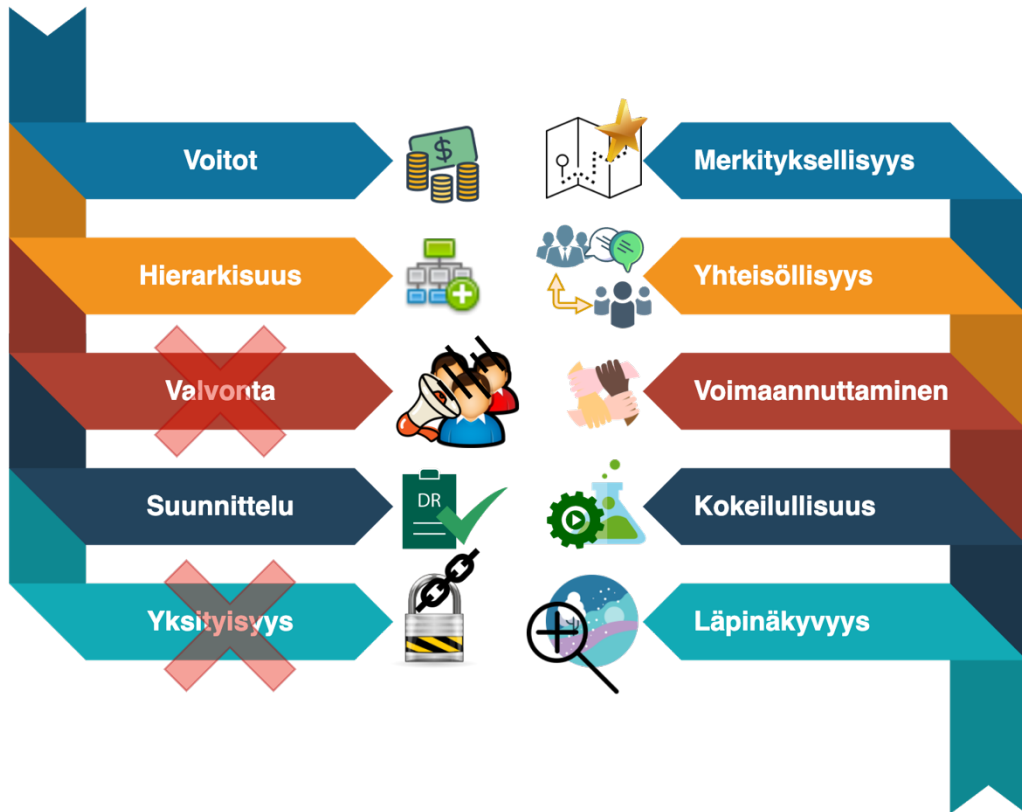 Voitot
$
Merkityksellisyys
Hierarkisuus
Yhteisöllisyys
Valvonta
Voimaannuttaminen
Suunnittelu
DR
Kokeilullisuus
Yksityisyys
Läpinäkyvyys